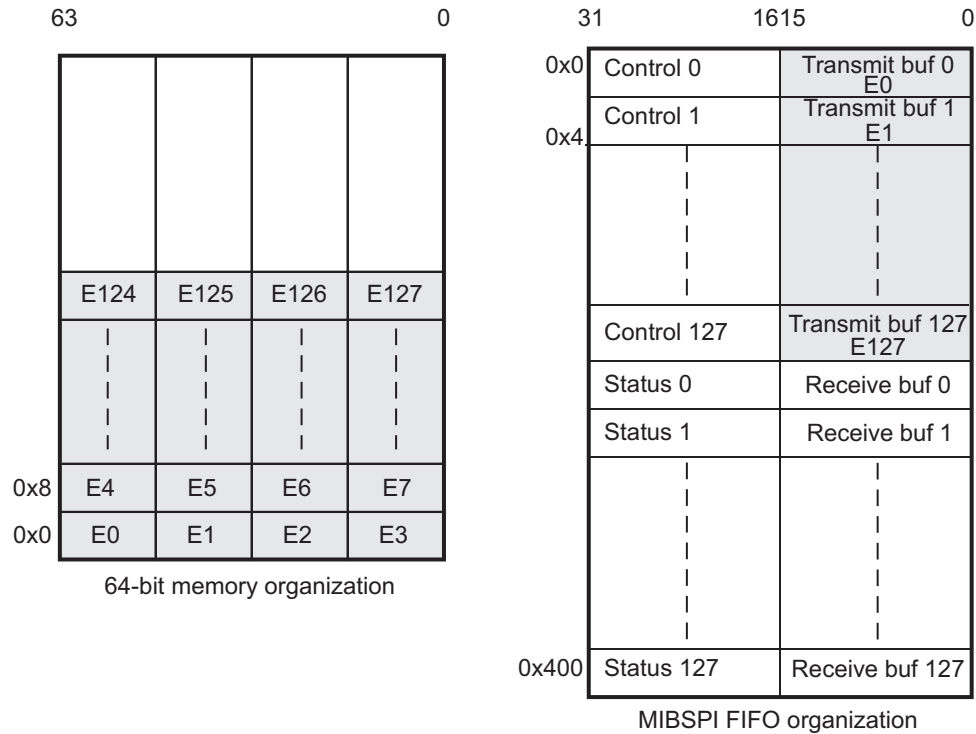 63 0
E124 E125 E126 E127
0x8 E4 E5 E6 E7
0x0 E0 E1 E2 E3
64-bit memory organization
31 1615 0
0x0 Control 0 Transmit buf 0
E0
Control 1 Transmit buf 1
0x4 E1
Control 127 Transmit buf 127
E127
Status 0 Receive buf 0
Status 1 Receive buf 1
0x400 Status 127 Receive buf 127
MIBSPI FIFO organization